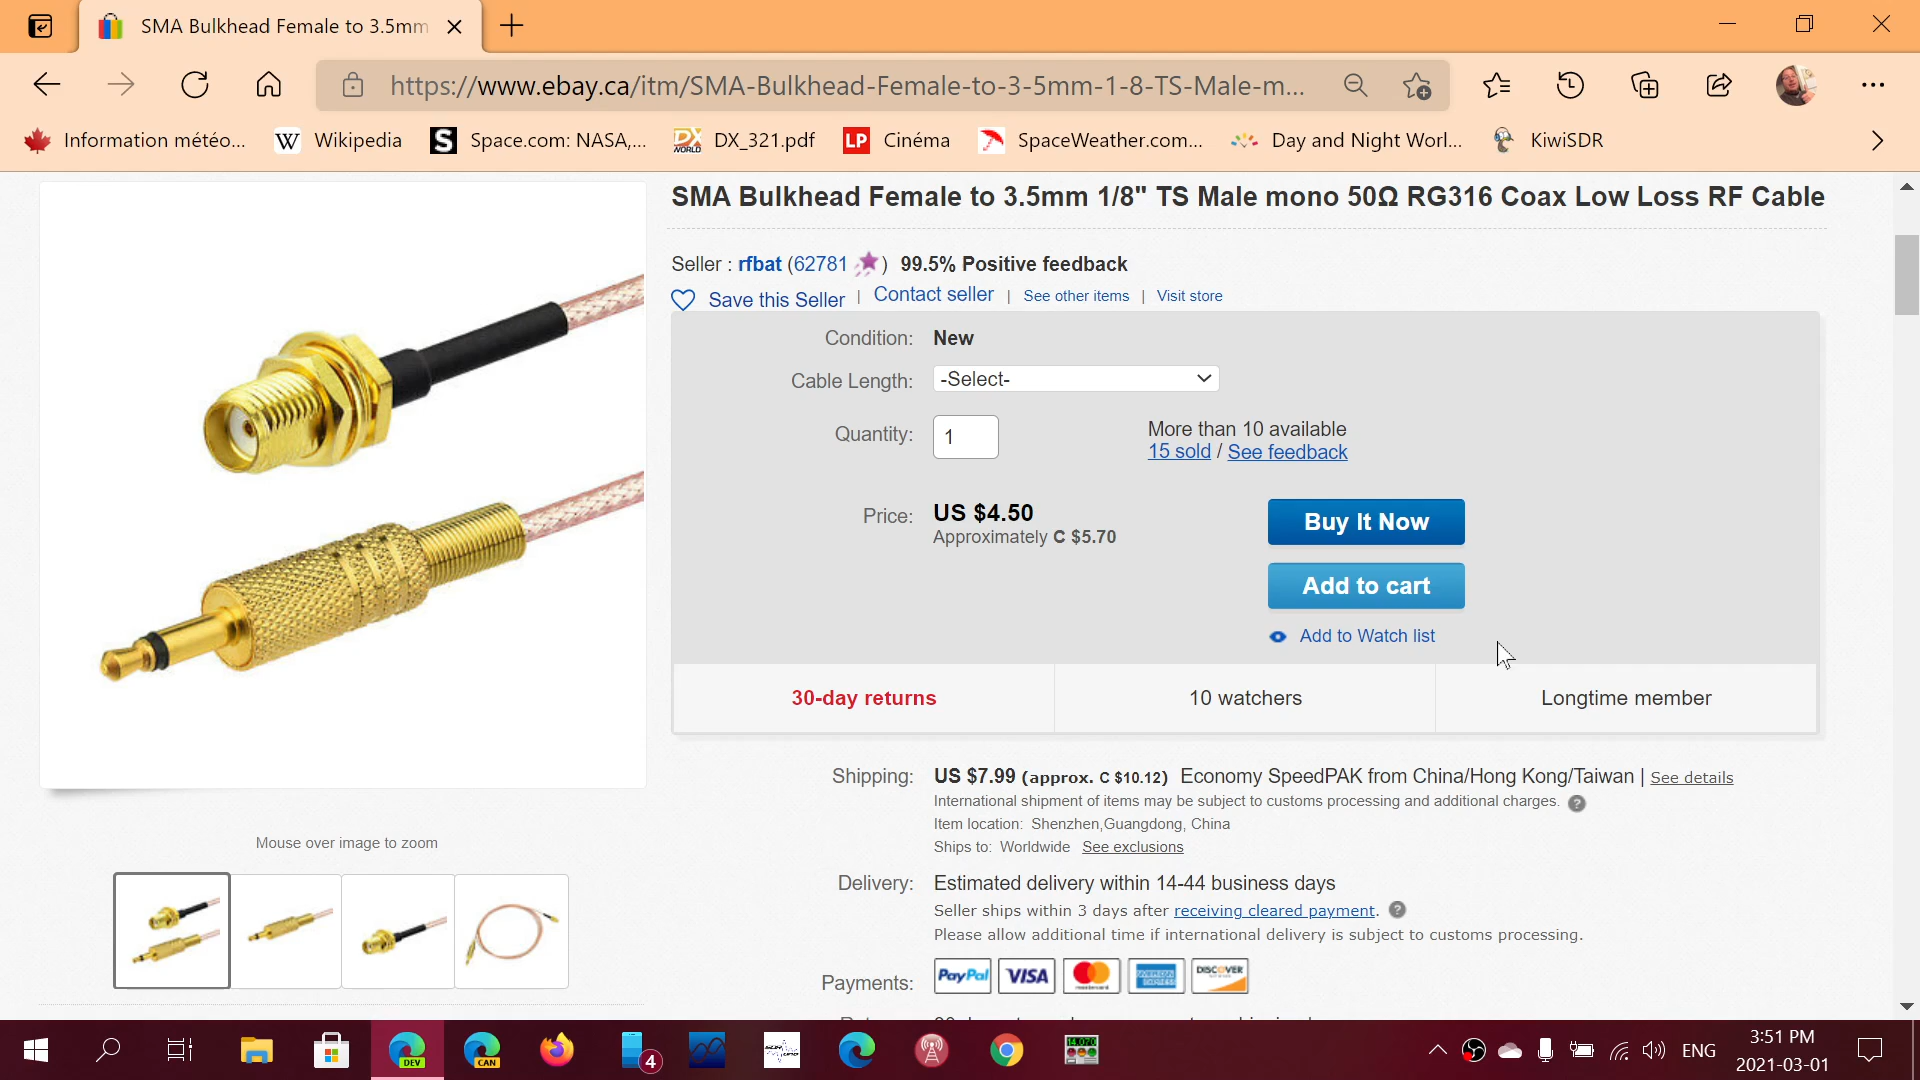 SMA Bulkhead Female to 3.5mm
https://www.ebay.ca/itm/SMA-Bulkhead-Female-to-3-5mm-1-8-TS-Male-m...
Information météo... Wikipedia Space.com: NASA,... DX_321.pdf Cinéma SpaceWeather.com... Day and Night Worl... KiwiSDR
SMA Bulkhead Female to 3.5mm 1/8" TS Male mono 50Ω RG316 Coax Low Loss RF Cable
Seller : rfbat (62781 ) 99.5% Positive feedback
Save this Seller | Contact seller | See other items | Visit store
Condition: New
Cable Length: -Select-
Quantity: 1
More than 10 available
15 sold / See feedback
Price: US $4.50
Approximately C $5.70
Buy It Now
Add to cart
Add to Watch list
30-day returns 10 watchers Longtime member
Shipping: US $7.99 (approx. C $10.12) Economy SpeedPAK from China/Hong Kong/Taiwan | See details
International shipment of items may be subject to customs processing and additional charges. ?
Item location: Shenzhen,Guangdong, China
Ships to: Worldwide See exclusions
Delivery: Estimated delivery within 14-44 business days
Seller ships within 3 days after receiving cleared payment. ?
Please allow additional time if international delivery is subject to customs processing.
Payments: PayPal VISA mastercard AMERICAN EXPRESS DISCOVER
Mouse over image to zoom
DEV CAN 4 14.070
ENG
3:51 PM
2021-03-01